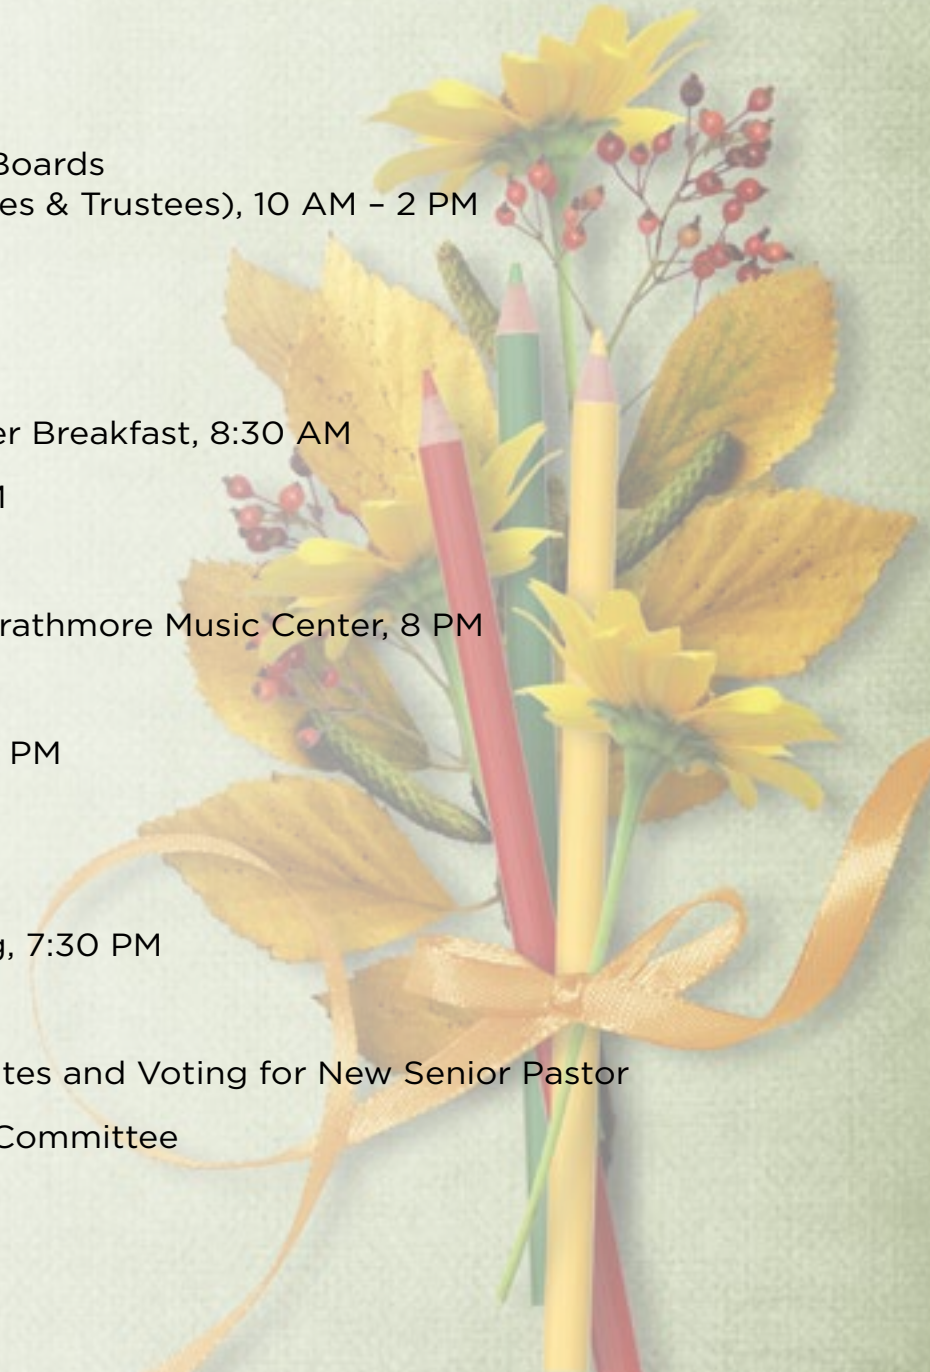 Boards
es & Trustees), 10 AM – 2 PM
er Breakfast, 8:30 AM
rathmore Music Center, 8 PM
PM
g, 7:30 PM
tes and Voting for New Senior Pastor
Committee